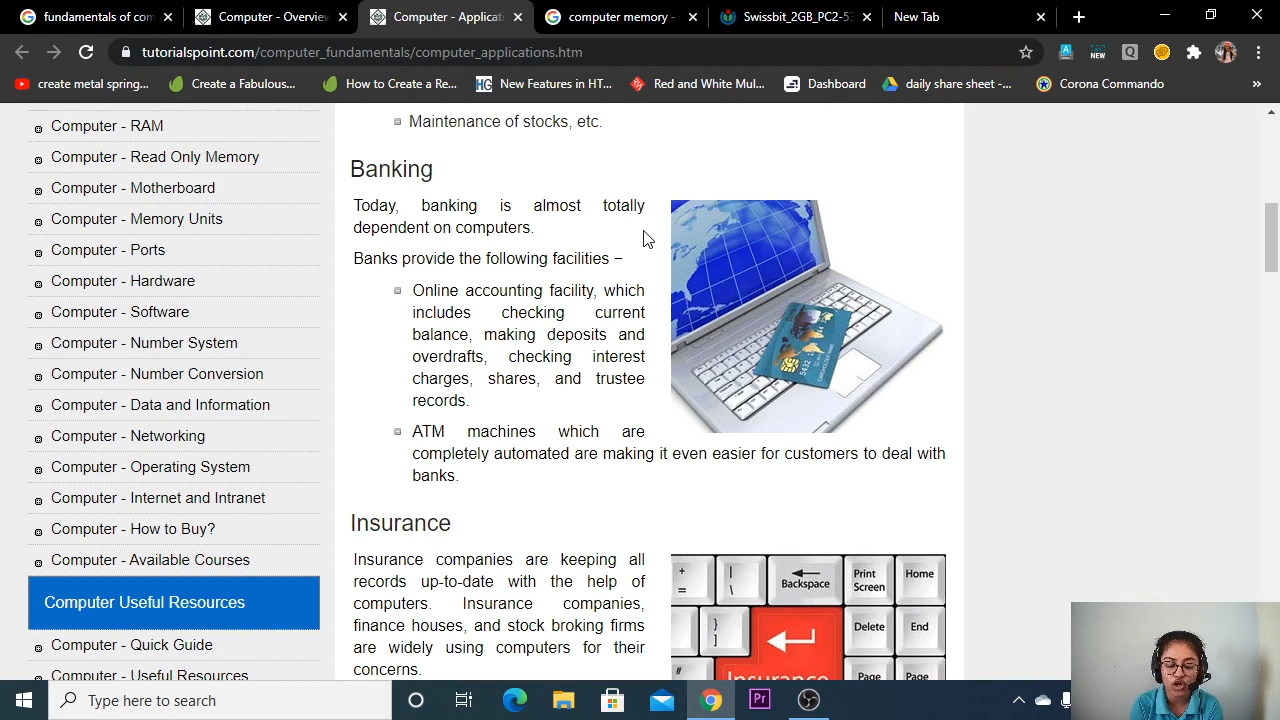 fundamentals of com
Computer - Overview
Computer - Applicati
computer memory -
Swissbit_2GB_PC2-53
New Tab
tutorialspoint.com/computer_fundamentals/computer_applications.htm
NEW
create metal spring...
Create a Fabulous...
How to Create a Re...
HG
New Features in HT...
Red and White Mul...
Dashboard
daily share sheet -...
Corona Commando
»
Computer - RAM
Computer - Read Only Memory
Computer - Motherboard
Computer - Memory Units
Computer - Ports
Computer - Hardware
Computer - Software
Computer - Number System
Computer - Number Conversion
Computer - Data and Information
Computer - Networking
Computer - Operating System
Computer - Internet and Intranet
Computer - How to Buy?
Computer - Available Courses
Computer Useful Resources
Computer - Quick Guide
Computer - Useful Resources
Maintenance of stocks, etc.
Banking
Today, banking is almost totally
dependent on computers.
Banks provide the following facilities −
Online accounting facility, which
includes checking current
balance, making deposits and
overdrafts, checking interest
charges, shares, and trustee
records.
ATM machines which are
completely automated are making it even easier for customers to deal with
banks.
Insurance
Insurance companies are keeping all
records up-to-date with the help of
computers. Insurance companies,
finance houses, and stock broking firms
are widely using computers for their
concerns.
+
=
|
\
Backspace
Print
Screen
Home
}
]
Delete
End
"
Insurance
Page
Page
Type here to search
Pr